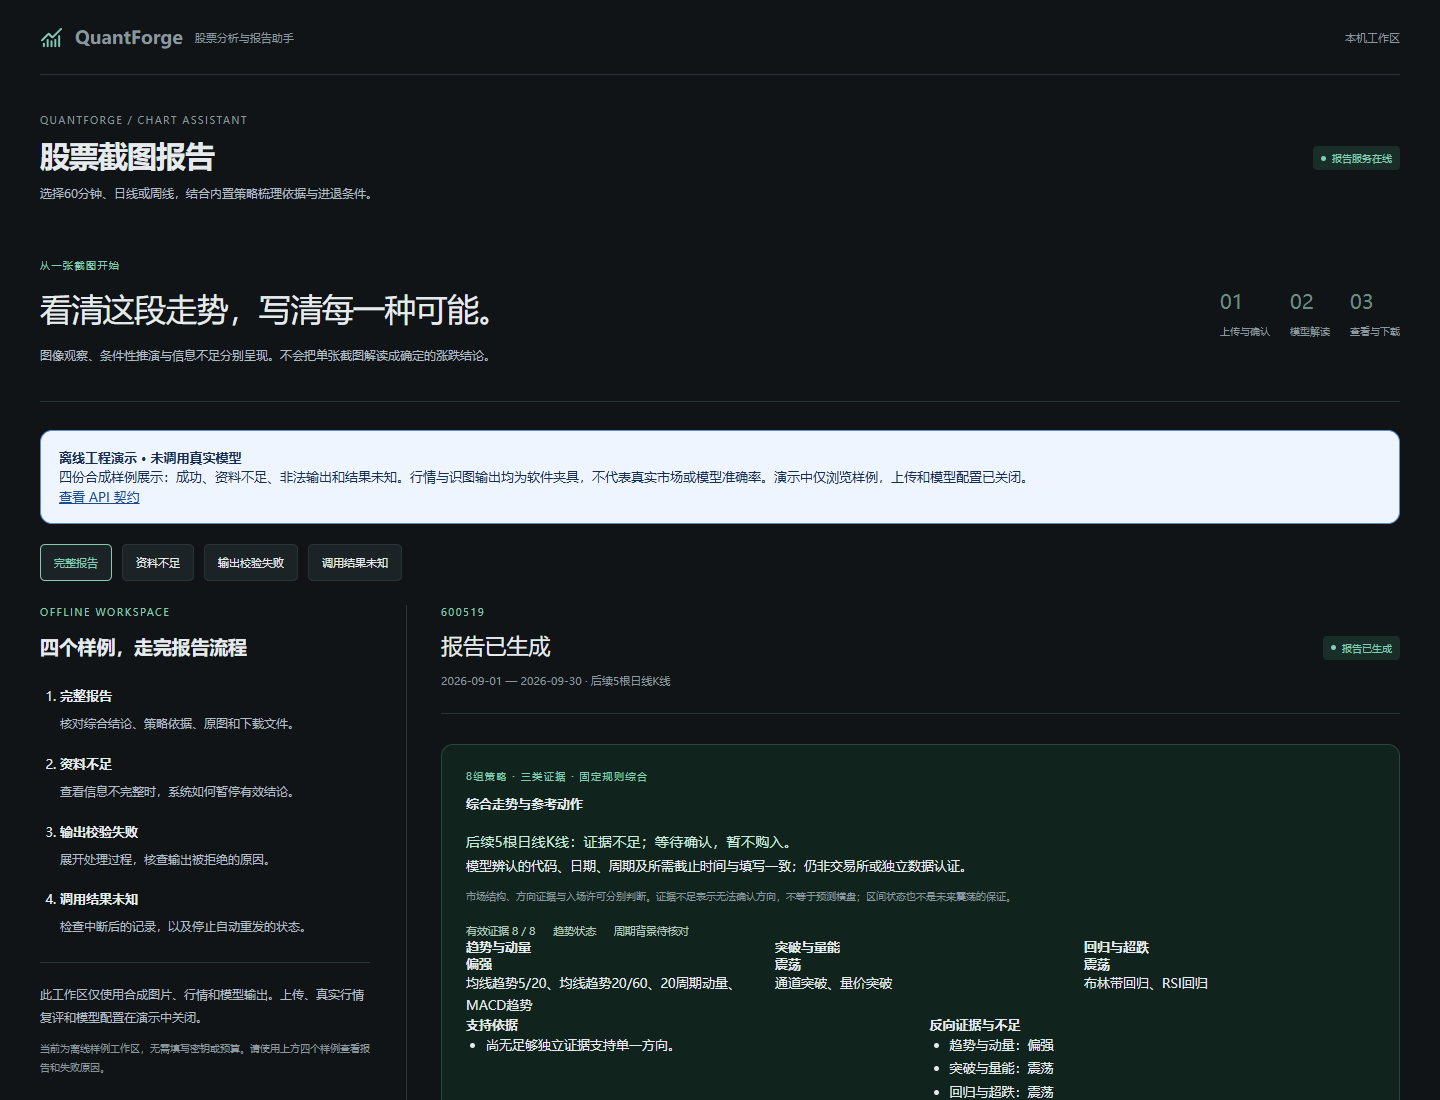 QuantForge 股票分析与报告助手
本机工作区
QUANTFORGE / CHART ASSISTANT
股票截图报告
报告服务在线
选择60分钟、日线或周线，结合内置策略梳理依据与进退条件。
从一张截图开始
看清这段走势，写清每一种可能。
图像观察、条件性推演与信息不足分别呈现。不会把单张截图解读成确定的涨跌结论。
01 02 03
上传与确认 模型解读 查看与下载
离线工程演示 • 未调用真实模型
四份合成样例展示：成功、资料不足、非法输出和结果未知。行情与识图输出均为软件夹具，不代表真实市场或模型准确率。演示中仅浏览样例，上传和模型配置已关闭。
查看 API 契约
完整报告 资料不足 输出校验失败 调用结果未知
OFFLINE WORKSPACE
四个样例，走完报告流程
1. 完整报告
核对综合结论、策略依据、原图和下载文件。
2. 资料不足
查看信息不完整时，系统如何暂停有效结论。
3. 输出校验失败
展开处理过程，核查输出被拒绝的原因。
4. 调用结果未知
检查中断后的记录，以及停止自动重发的状态。
此工作区仅使用合成图片、行情和模型输出。上传、真实行情
复评和模型配置在演示中关闭。
当前为离线样例工作区，无需填写密钥或预算。请使用上方四个样例查看报
告和失败原因。
600519
报告已生成
报告已生成
2026-09-01 — 2026-09-30 · 后续5根日线K线
8组策略 · 三类证据 · 固定规则综合
综合走势与参考动作
后续5根日线K线：证据不足；等待确认，暂不购入。
模型辨认的代码、日期、周期及所需截止时间与填写一致；仍非交易所或独立数据认证。
市场结构、方向证据与入场许可分别判断。证据不足表示无法确认方向，不等于预测横盘；区间状态也不是未来震荡的保证。
有效证据 8 / 8 趋势状态 周期背景待核对
趋势与动量
偏强
均线趋势5/20、均线趋势20/60、20周期动量、
MACD趋势
突破与量能
震荡
通道突破、量价突破
回归与超跌
震荡
布林带回归、RSI回归
支持依据
• 尚无足够独立证据支持单一方向。
反向证据与不足
• 趋势与动量：偏强
• 突破与量能：震荡
• 回归与超跌：震荡